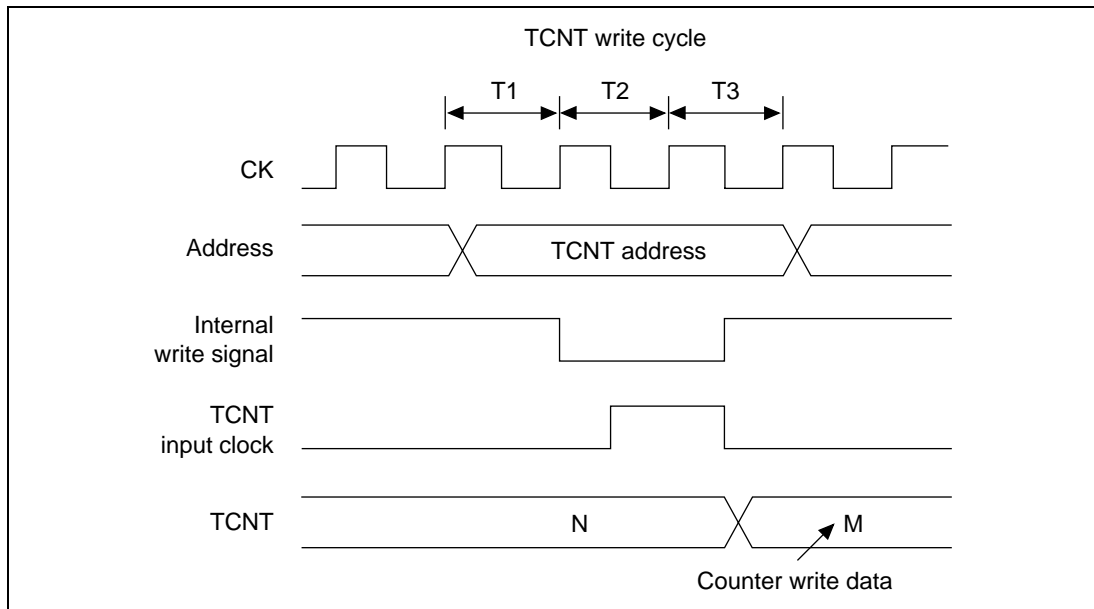 TCNT write cycle
T1 T2 T3
CK
Address
TCNT address
Internal
write signal
TCNT
input clock
TCNT
N
M
Counter write data